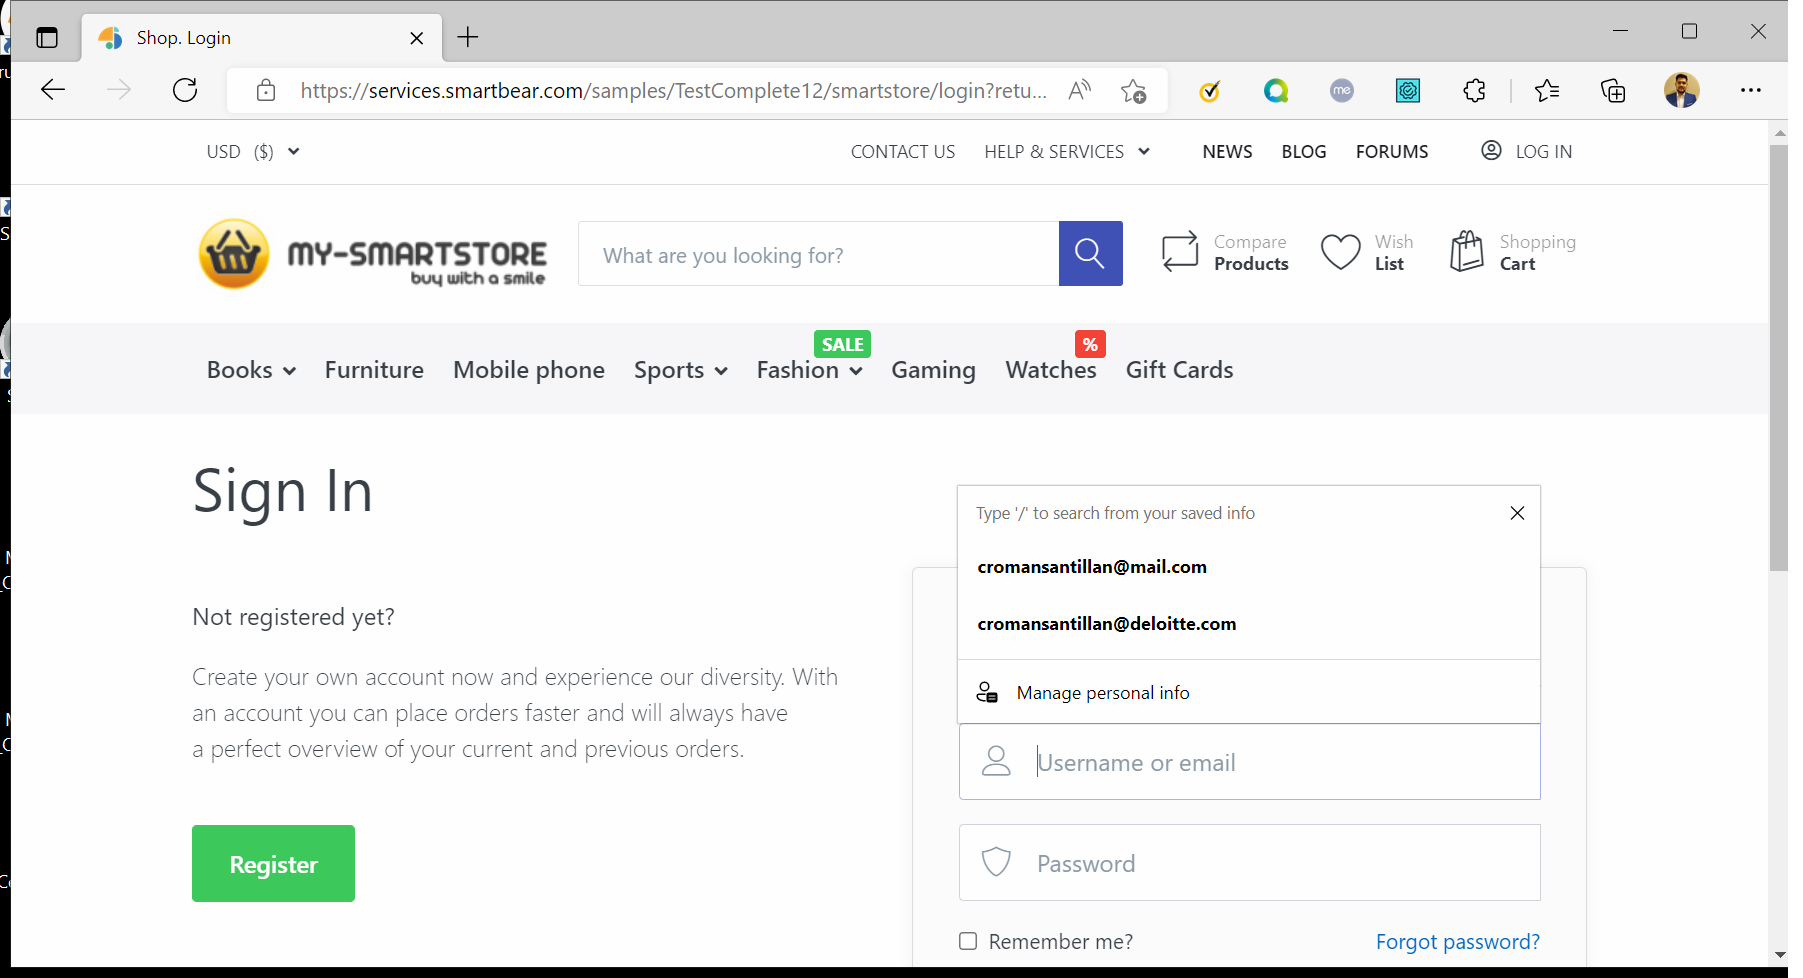 Shop. Login
https://services.smartbear.com/samples/TestComplete12/smartstore/login?retu...
me
USD ($)
CONTACT US
HELP & SERVICES
NEWS
BLOG
FORUMS
LOG IN
MY-SMARTSTORE
buy with a smile
What are you looking for?
Compare
Products
Wish
List
Shopping
Cart
SALE
%
Books
Furniture
Mobile phone
Sports
Fashion
Gaming
Watches
Gift Cards
Sign In
Not registered yet?
Create your own account now and experience our diversity. With
an account you can place orders faster and will always have
a perfect overview of your current and previous orders.
Register
Type '/' to search from your saved info
cromansantillan@mail.com
cromansantillan@deloitte.com
Manage personal info
Username or email
Password
Remember me?
Forgot password?